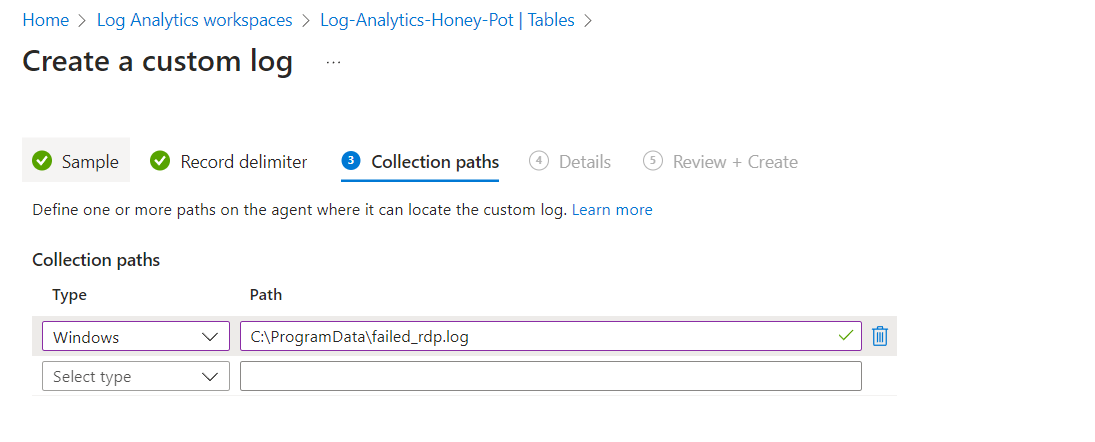 Home > Log Analytics workspaces > Log-Analytics-Honey-Pot | Tables >
Create a custom log ...
Sample Record delimiter 3 Collection paths 4 Details 5 Review + Create
Define one or more paths on the agent where it can locate the custom log. Learn more
Collection paths
Type Path
Windows C:\ProgramData\failed_rdp.log
Select type